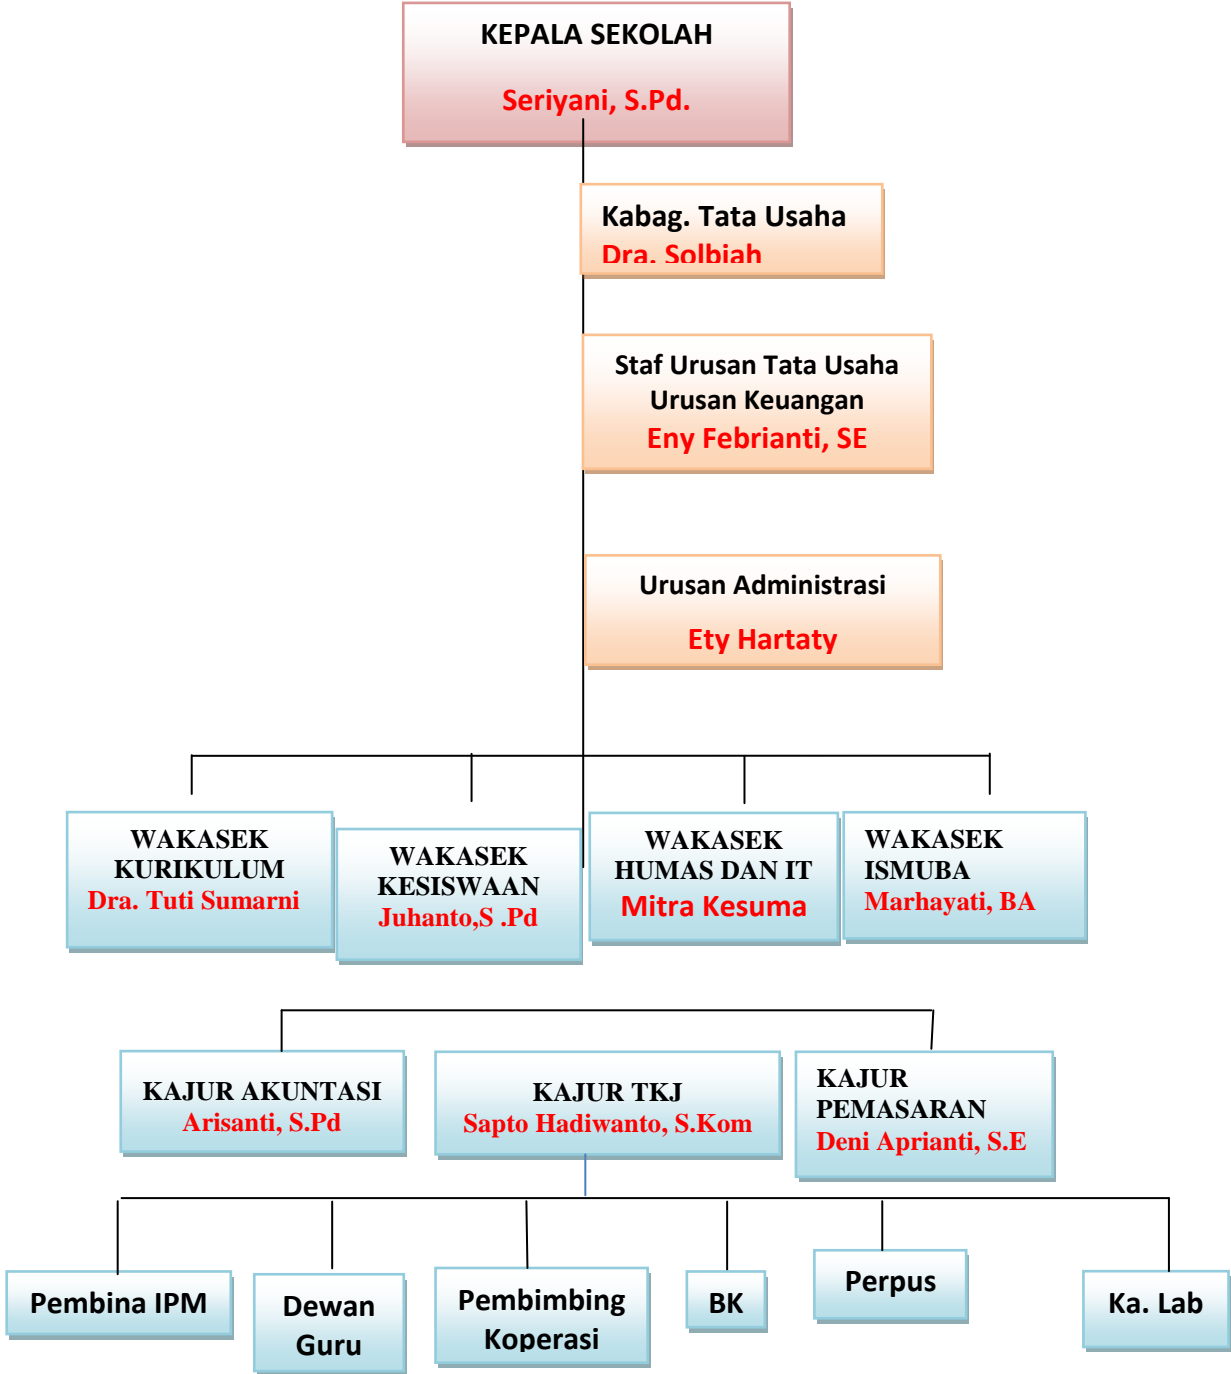 KEPALA SEKOLAH
Seriyani, S.Pd.
Kabag. Tata Usaha
Dra. Solbiah
Staf Urusan Tata Usaha
Urusan Keuangan
Eny Febrianti, SE
Urusan Administrasi
Ety Hartaty
WAKASEK
KURIKULUM
Dra. Tuti Sumarni
WAKASEK
KESISWAAN
Juhanto,S .Pd
WAKASEK
HUMAS DAN IT
Mitra Kesuma
WAKASEK
ISMUBA
Marhayati, BA
KAJUR AKUNTASI
Arisanti, S.Pd
KAJUR TKJ
Sapto Hadiwanto, S.Kom
KAJUR
PEMASARAN
Deni Aprianti, S.E
Pembina IPM
Dewan
Guru
Pembimbing
Koperasi
BK
Perpus
Ka. Lab